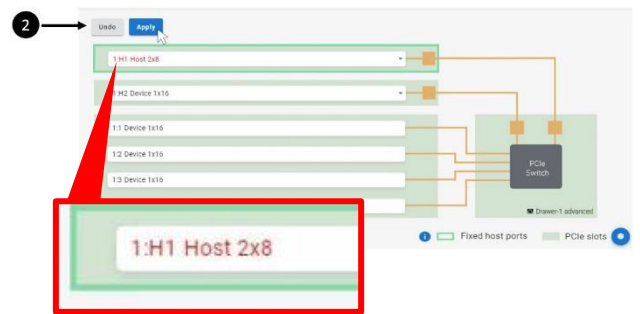 2
Undo Apply
1:H1 Host 2x8
1:H2 Device 1x16
1:1 Device 1x16
1:2 Device 1x16
1:3 Device 1x16
PCIe
Switch
Drawer-1 advanced
Fixed host ports PCIe slots
1:H1 Host 2x8